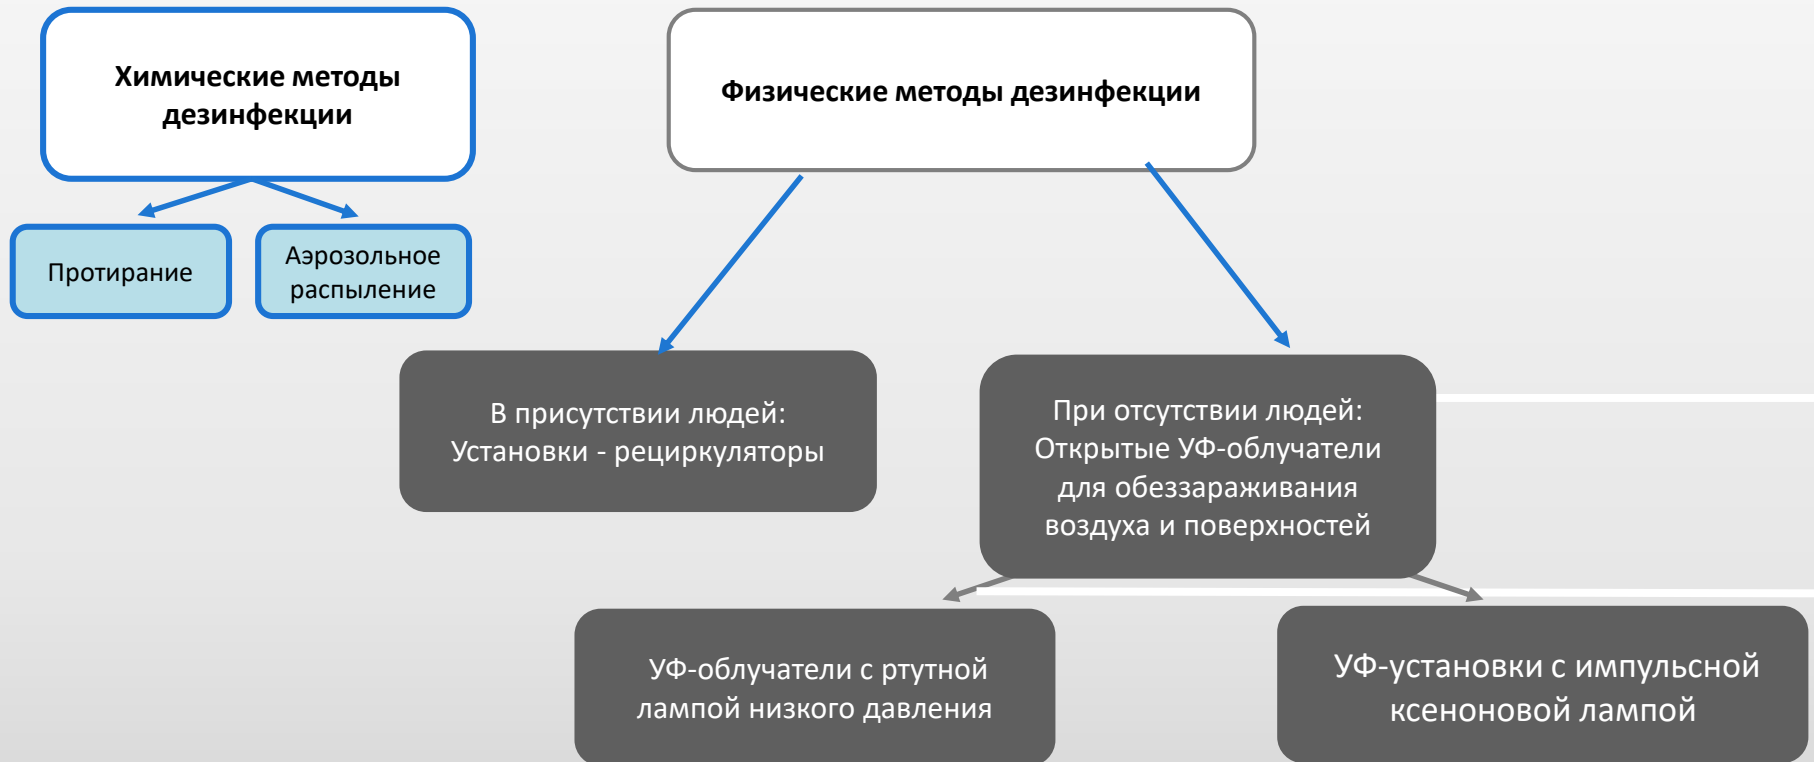 Химические методы
дезинфекции
Физические методы дезинфекции
Протирание
Аэрозольное
распыление
В присутствии людей:
Установки - рециркуляторы
При отсутствии людей:
Открытые УФ-облучатели
для обеззараживания
воздуха и поверхностей
УФ-облучатели с ртутной
лампой низкого давления
УФ-установки с импульсной
ксеноновой лампой